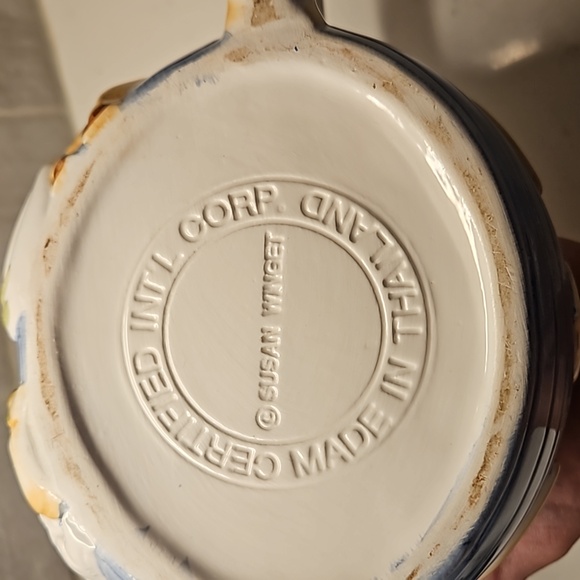 CERTIFIED INT'L CORP.
MADE IN THAILAND
© SUSAN WINGET